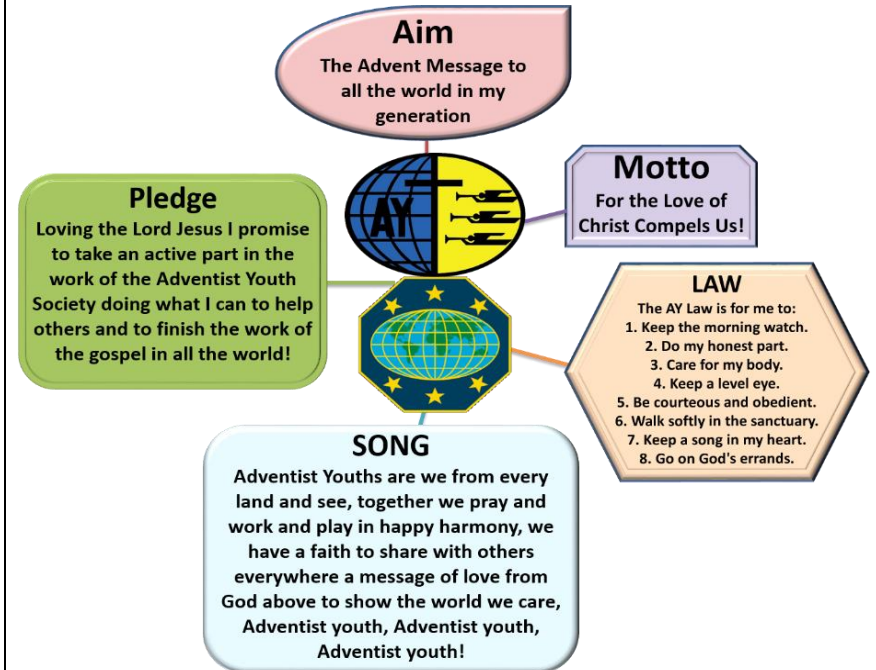 Aim
The Advent Message to
all the world in my
generation
AY
Motto
For the Love of
Christ Compels Us!
Pledge
Loving the Lord Jesus I promise
to take an active part in the
work of the Adventist Youth
Society doing what I can to help
others and to finish the work of
the gospel in all the world!
LAW
The AY Law is for me to:
1. Keep the morning watch.
2. Do my honest part.
3. Care for my body.
4. Keep a level eye.
5. Be courteous and obedient.
6. Walk softly in the sanctuary.
7. Keep a song in my heart.
8. Go on God's errands.
SONG
Adventist Youths are we from every
land and see, together we pray and
work and play in happy harmony, we
have a faith to share with others
everywhere a message of love from
God above to show the world we care,
Adventist youth, Adventist youth,
Adventist youth!